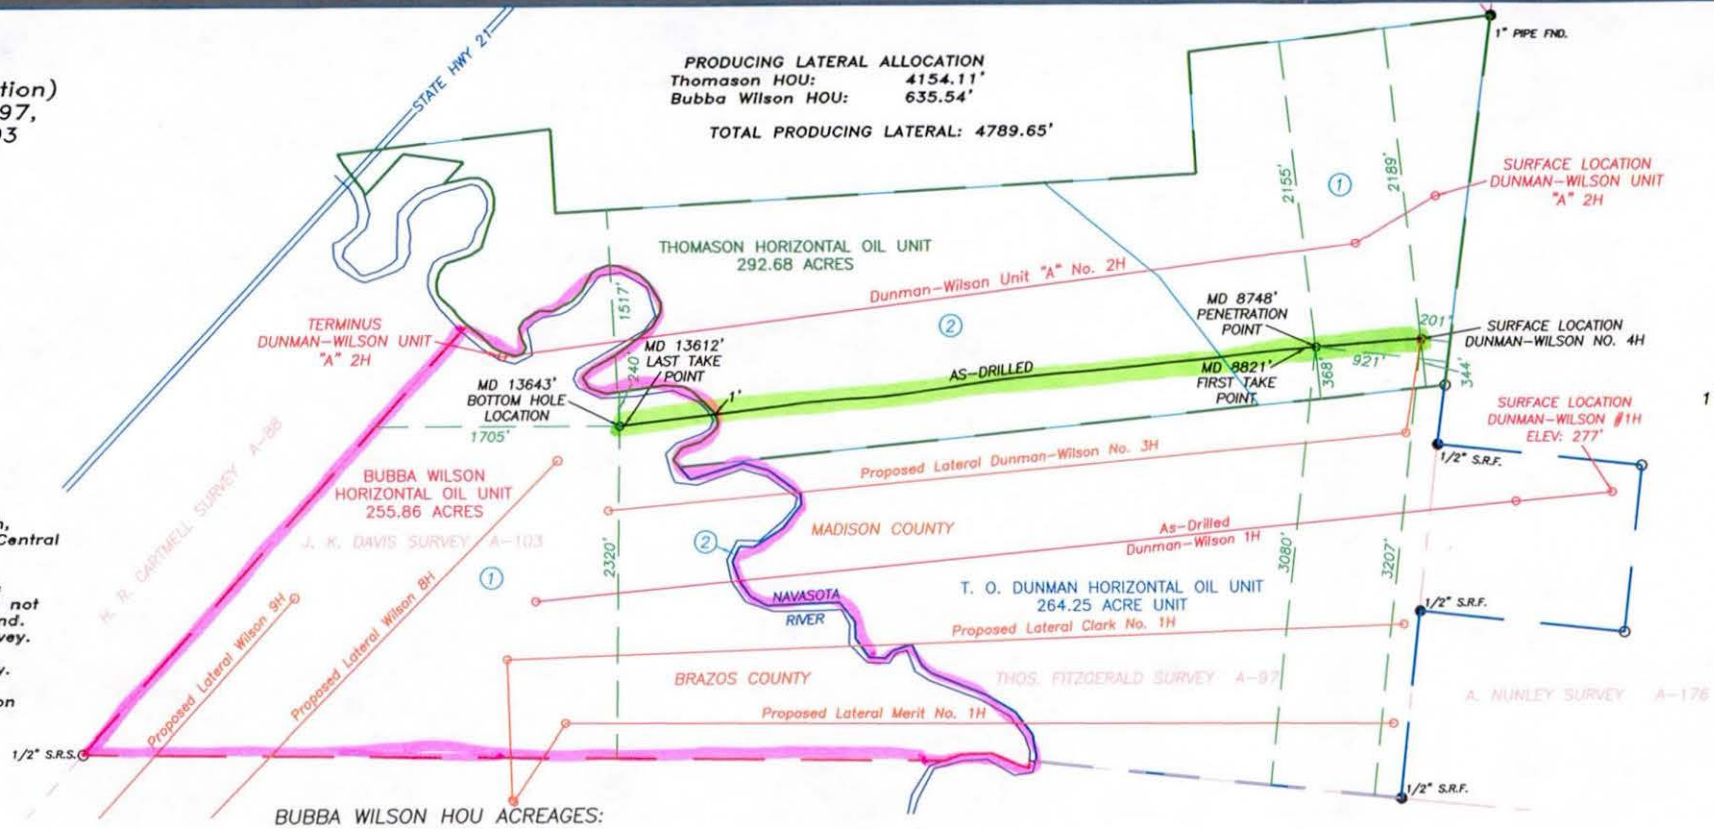 tion)
97,
03
STATE HWY 21
PRODUCING LATERAL ALLOCATION
Thomason HOU: 4154.11'
Bubba Wilson HOU: 635.54'
TOTAL PRODUCING LATERAL: 4789.65'
1" PIPE FND.
2155'
2189'
1
SURFACE LOCATION
DUNMAN-WILSON UNIT
"A" 2H
THOMASON HORIZONTAL OIL UNIT
292.68 ACRES
Dunman-Wilson Unit "A" No. 2H
1517'
2
TERMINUS
DUNMAN-WILSON UNIT
"A" 2H
MD 8748'
PENETRATION
POINT
201'
SURFACE LOCATION
DUNMAN-WILSON NO. 4H
MD 13612'
LAST TAKE
POINT
240'
AS-DRILLED
MD 8821'
FIRST TAKE
POINT
368'
921'
344'
MD 13643'
BOTTOM HOLE
LOCATION
1'
1705'
SURFACE LOCATION
DUNMAN-WILSON #1H
ELEV: 277'
1
1/2" S.R.F.
H. R. CARTMELL SURVEY A-88
BUBBA WILSON
HORIZONTAL OIL UNIT
255.86 ACRES
Proposed Lateral Dunman-Wilson No. 3H
J. K. DAVIS SURVEY A-103
MADISON COUNTY
As-Drilled
Dunman-Wilson 1H
n,
Central
2
1
2320'
3080'
3207'
not
nd.
vey.
y.
on
NAVASOTA
RIVER
T. O. DUNMAN HORIZONTAL OIL UNIT
264.25 ACRE UNIT
1/2" S.R.F.
Proposed Lateral Clark No. 1H
Proposed Lateral Wilson 9H
Proposed Lateral Wilson 8H
BRAZOS COUNTY
THOS. FITZGERALD SURVEY A-97
A. NUNLEY SURVEY A-176
Proposed Lateral Merit No. 1H
1/2" S.R.S.
1/2" S.R.F.
BUBBA WILSON HOU ACREAGES: